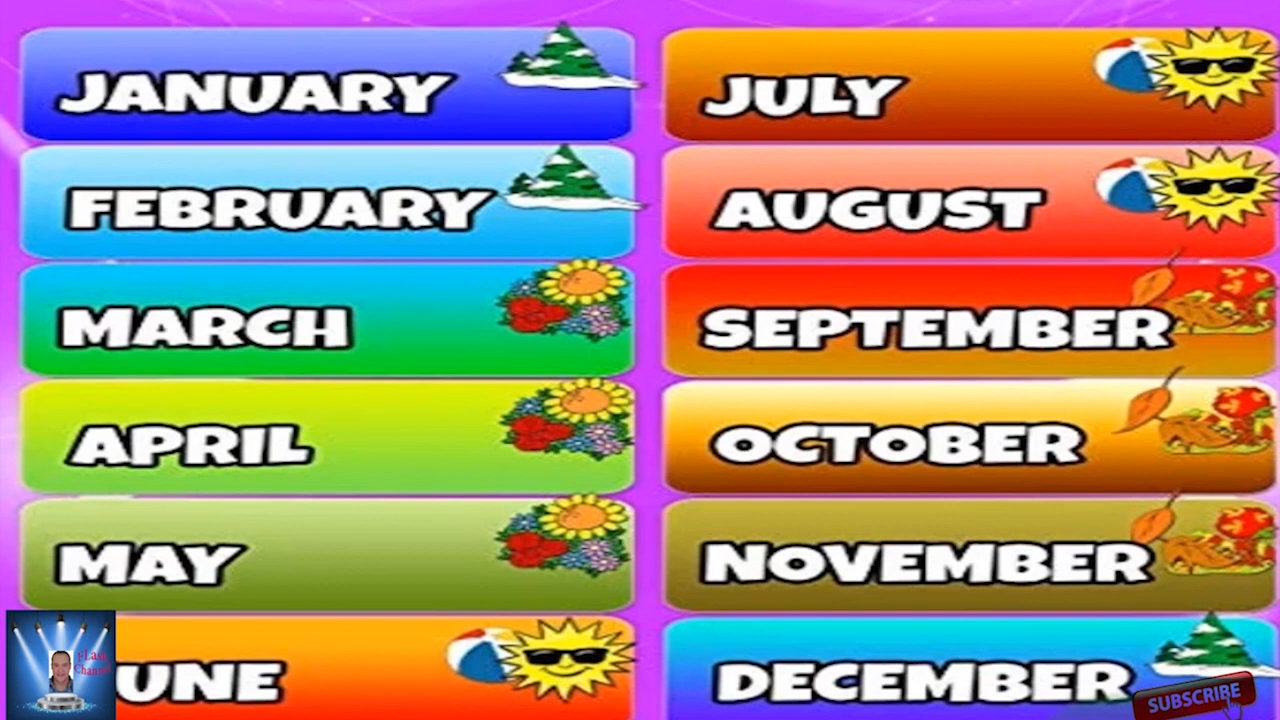 JANUARY
FEBRUARY
MARCH
APRIL
MAY
UNE
JULY
AUGUST
SEPTEMBER
OCTOBER
NOVEMBER
DECEMBER
SUBSCRIBE